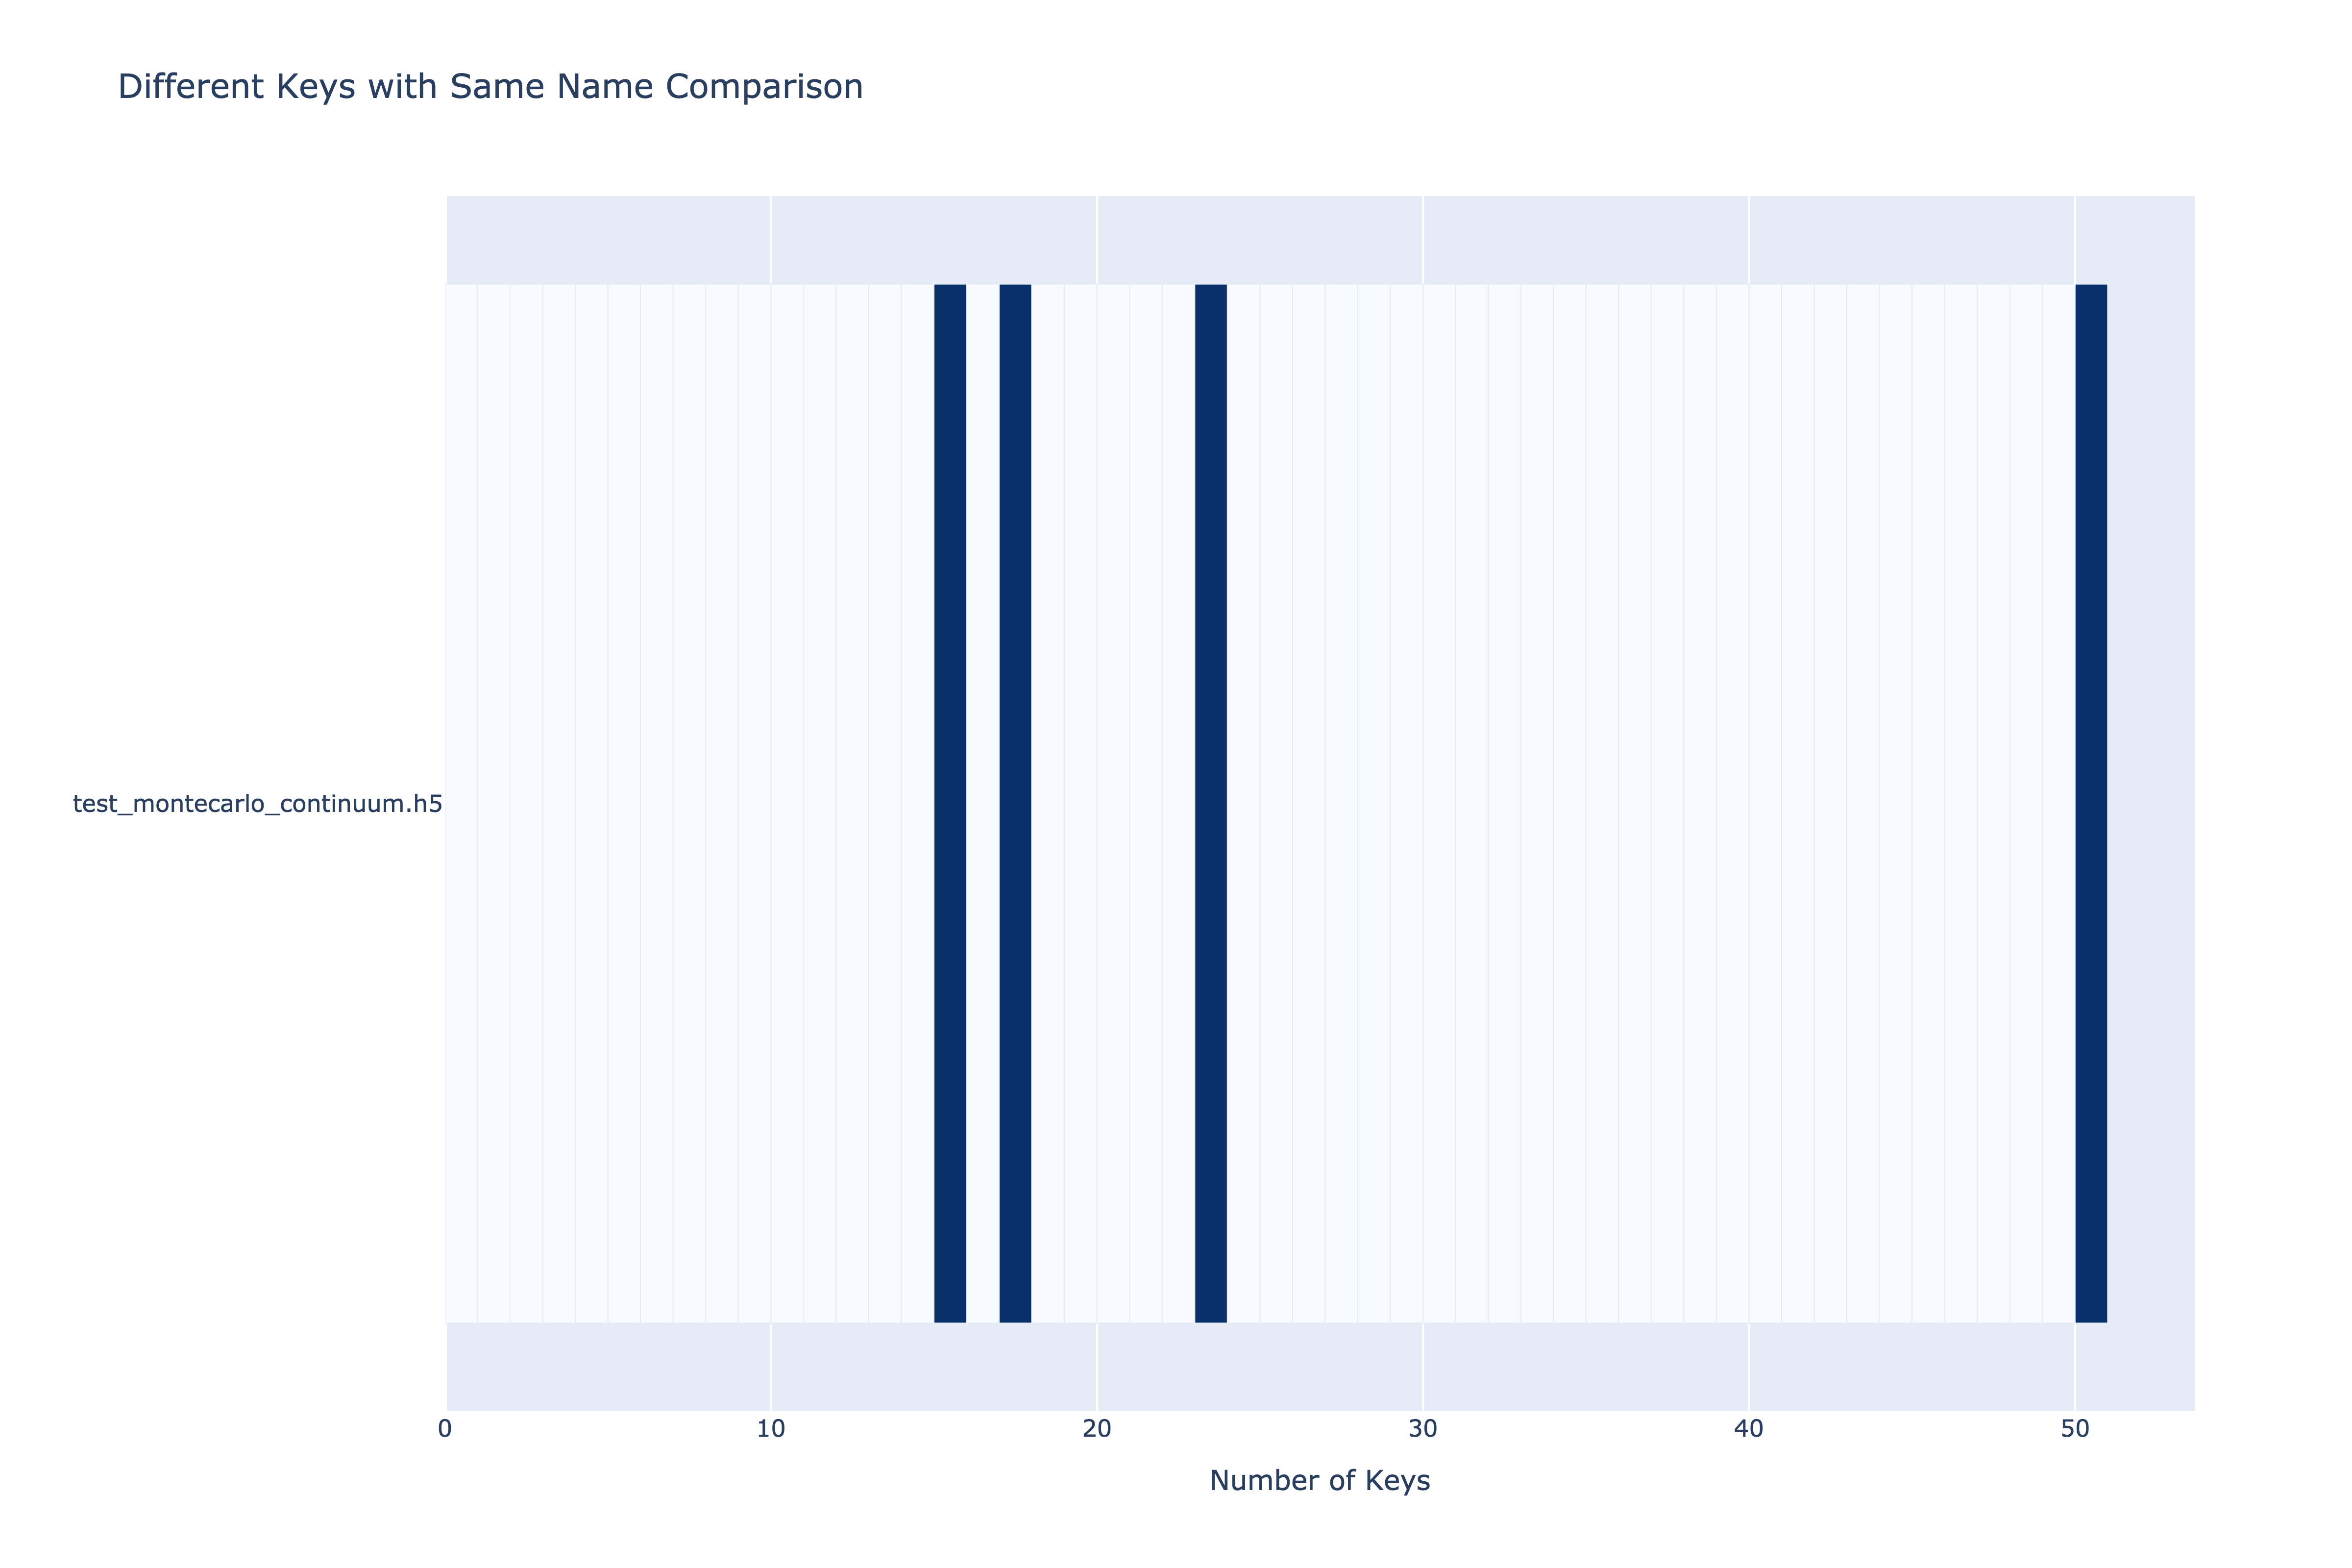 Different Keys with Same Name Comparison
test_montecarlo_continuum.h5
0 10 20 30 40 50
Number of Keys